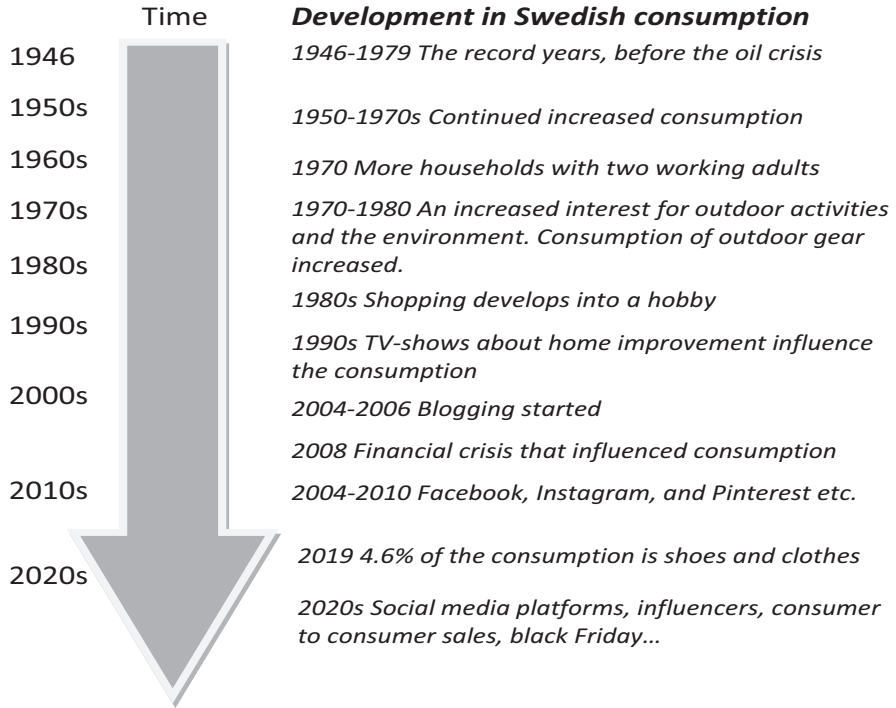 Time
Development in Swedish consumption
1946
1946-1979 The record years, before the oil crisis
1950s
1950-1970s Continued increased consumption
1960s
1970 More households with two working adults
1970s
1970-1980 An increased interest for outdoor activities
and the environment. Consumption of outdoor gear
increased.
1980s
1980s Shopping develops into a hobby
1990s
1990s TV-shows about home improvement influence
the consumption
2000s
2004-2006 Blogging started
2008 Financial crisis that influenced consumption
2010s
2004-2010 Facebook, Instagram, and Pinterest etc.
2019 4.6% of the consumption is shoes and clothes
2020s
2020s Social media platforms, influencers, consumer
to consumer sales, black Friday…